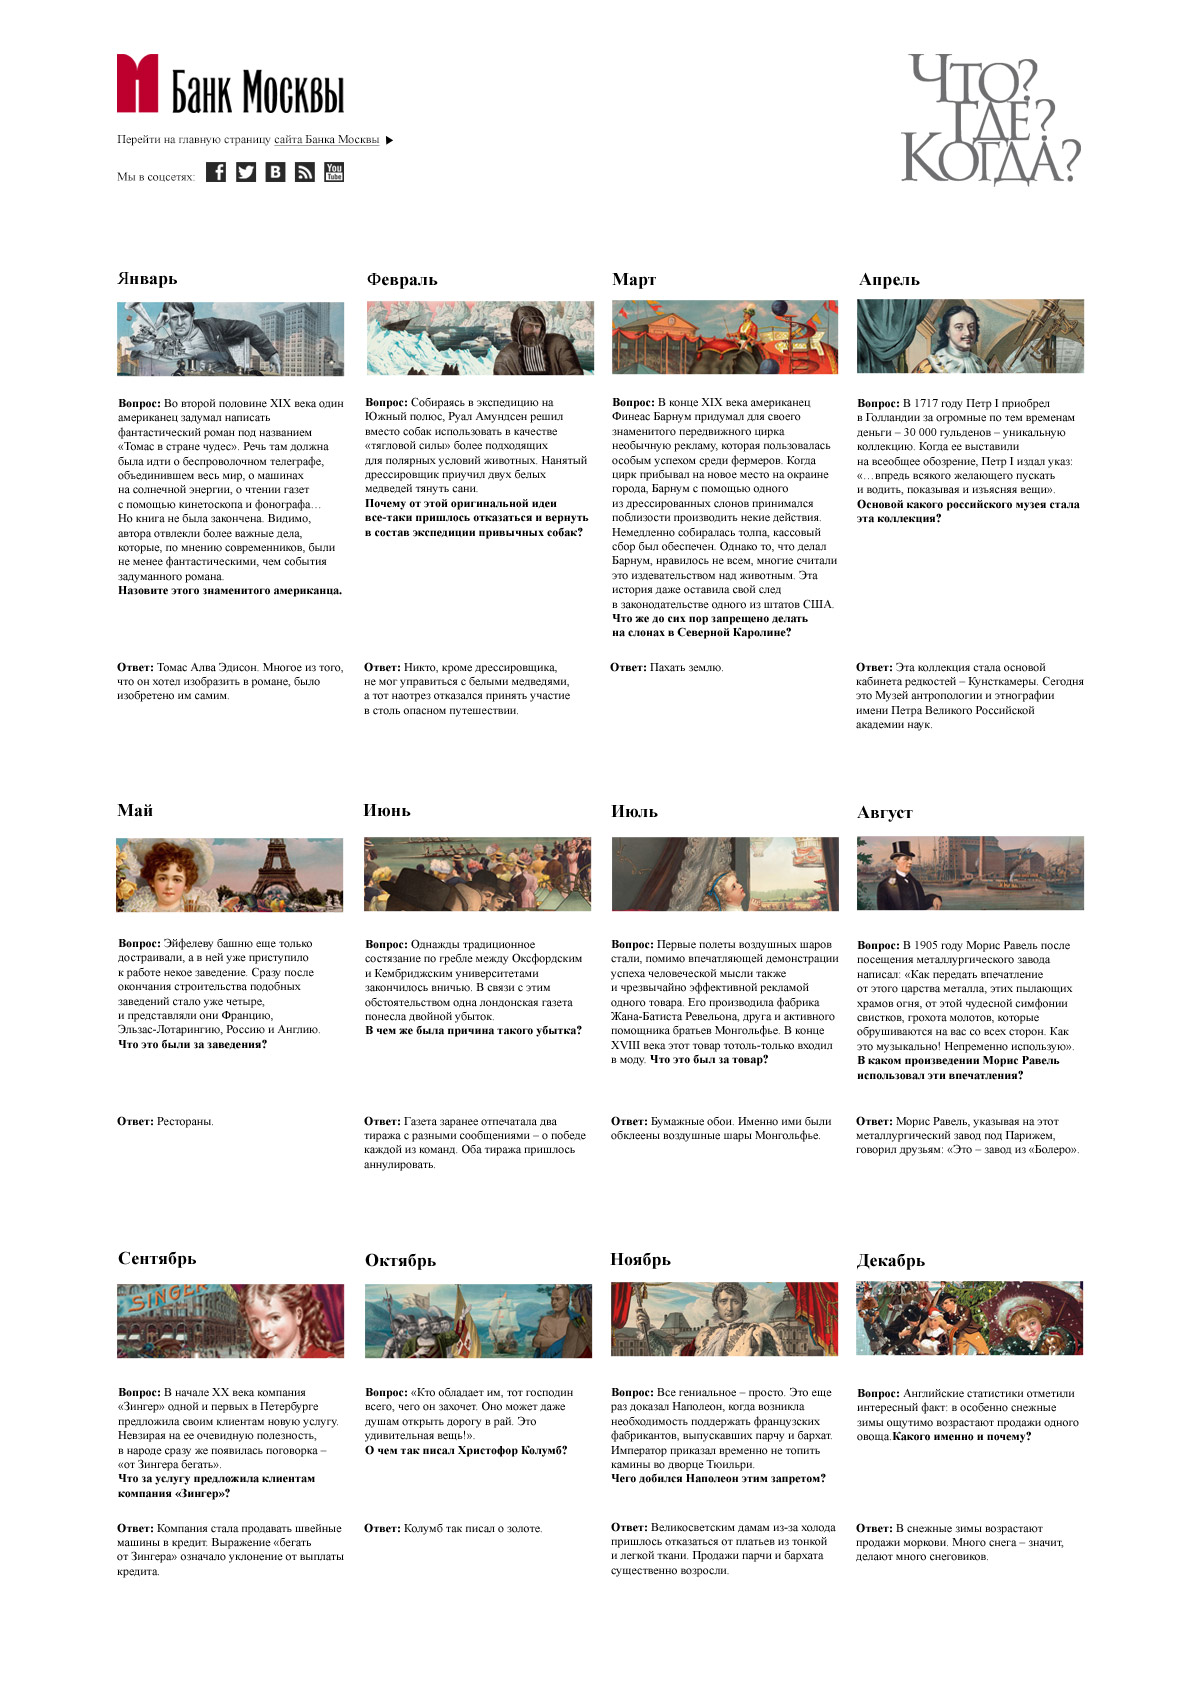 Банк Москвы
Что?
Где?
Когда?
Перейти на главную страницу сайта Банка Москвы
Мы в соцсетях:
You
Tube
Январь
Вопрос: Во второй половине XIX века один
американец задумал написать
фантастический роман под названием
«Томас в стране чудес». Речь там должна
была идти о беспроволочном телеграфе,
объединившем весь мир, о машинах
на солнечной энергии, о чтении газет
с помощью кинетоскопа и фонографа…
Но книга не была закончена. Видимо,
автора отвлекли более важные дела,
которые, по мнению современников, были
не менее фантастическими, чем события
задуманного романа.
Назовите этого знаменитого американца.
Ответ: Томас Алва Эдисон. Многое из того,
что он хотел изобразить в романе, было
изобретено им самим.
Февраль
Вопрос: Собираясь в экспедицию на
Южный полюс, Руал Амундсен решил
вместо собак использовать в качестве
«тягловой силы» более подходящих
для полярных условий животных. Нанятый
дрессировщик приучил двух белых
медведей тянуть сани.
Почему от этой оригинальной идеи
все-таки пришлось отказаться и вернуть
в состав экспедиции привычных собак?
Ответ: Никто, кроме дрессировщика,
не мог управиться с белыми медведями,
а тот наотрез отказался принять участие
в столь опасном путешествии.
Март
Вопрос: В конце XIX века американец
Финеас Барнум придумал для своего
знаменитого передвижного цирка
необычную рекламу, которая пользовалась
особым успехом среди фермеров. Когда
цирк прибывал на новое место на окраине
города, Барнум с помощью одного
из дрессированных слонов принимался
поблизости производить некие действия.
Немедленно собиралась толпа, кассовый
сбор был обеспечен. Однако то, что делал
Барнум, нравилось не всем, многие считали
это издевательством над животным. Эта
история даже оставила свой след
в законодательстве одного из штатов США.
Что же до сих пор запрещено делать
на слонах в Северной Каролине?
Ответ: Пахать землю.
Апрель
Вопрос: В 1717 году Петр I приобрел
в Голландии за огромные по тем временам
деньги – 30 000 гульденов – уникальную
коллекцию. Когда ее выставили
на всеобщее обозрение, Петр I издал указ:
«…впредь всякого желающего пускать
и водить, показывая и изъясняя вещи».
Основой какого российского музея стала
эта коллекция?
Ответ: Эта коллекция стала основой
кабинета редкостей – Кунсткамеры. Сегодня
это Музей антропологии и этнографии
имени Петра Великого Российской
академии наук.
Май
Вопрос: Эйфелеву башню еще только
достраивали, а в ней уже приступило
к работе некое заведение. Сразу после
окончания строительства подобных
заведений стало уже четыре,
и представляли они Францию,
Эльзас-Лотарингию, Россию и Англию.
Что это были за заведения?
Ответ: Рестораны.
Июнь
Вопрос: Однажды традиционное
состязание по гребле между Оксфордским
и Кембриджским университетами
закончилось вничью. В связи с этим
обстоятельством одна лондонская газета
понесла двойной убыток.
В чем же была причина такого убытка?
Ответ: Газета заранее отпечатала два
тиража с разными сообщениями – о победе
каждой из команд. Оба тиража пришлось
аннулировать.
Июль
Вопрос: Первые полеты воздушных шаров
стали, помимо впечатляющей демонстрации
успеха человеческой мысли также
и чрезвычайно эффективной рекламой
одного товара. Его производила фабрика
Жана-Батиста Ревельона, друга и активного
помощника братьев Монгольфье. В конце
XVIII века этот товар тотоль-только входил
в моду. Что это был за товар?
Ответ: Бумажные обои. Именно ими были
обклеены воздушные шары Монгольфье.
Август
Вопрос: В 1905 году Морис Равель после
посещения металлургического завода
написал: «Как передать впечатление
от этого царства металла, этих пылающих
храмов огня, от этой чудесной симфонии
свистков, грохота молотов, которые
обрушиваются на вас со всех сторон. Как
это музыкально! Непременно использую».
В каком произведении Морис Равель
использовал эти впечатления?
Ответ: Морис Равель, указывая на этот
металлургический завод под Парижем,
говорил друзьям: «Это – завод из «Болеро».
Сентябрь
SINGER
Вопрос: В начале XX века компания
«Зингер» одной и первых в Петербурге
предложила своим клиентам новую услугу.
Невзирая на ее очевидную полезность,
в народе сразу же появилась поговорка –
«от Зингера бегать».
Что за услугу предложила клиентам
компания «Зингер»?
Ответ: Компания стала продавать швейные
машины в кредит. Выражение «бегать
от Зингера» означало уклонение от выплаты
кредита.
Октябрь
Вопрос: «Кто обладает им, тот господин
всего, чего он захочет. Оно может даже
душам открыть дорогу в рай. Это
удивительная вещь!».
О чем так писал Христофор Колумб?
Ответ: Колумб так писал о золоте.
Ноябрь
Вопрос: Все гениальное – просто. Это еще
раз доказал Наполеон, когда возникла
необходимость поддержать французских
фабрикантов, выпускавших парчу и бархат.
Император приказал временно не топить
камины во дворце Тюильри.
Чего добился Наполеон этим запретом?
Ответ: Великосветским дамам из-за холода
пришлось отказаться от платьев из тонкой
и легкой ткани. Продажи парчи и бархата
существенно возросли.
Декабрь
Вопрос: Английские статистики отметили
интересный факт: в особенно снежные
зимы ощутимо возрастают продажи одного
овоща.Какого именно и почему?
Ответ: В снежные зимы возрастают
продажи моркови. Много снега – значит,
делают много снеговиков.